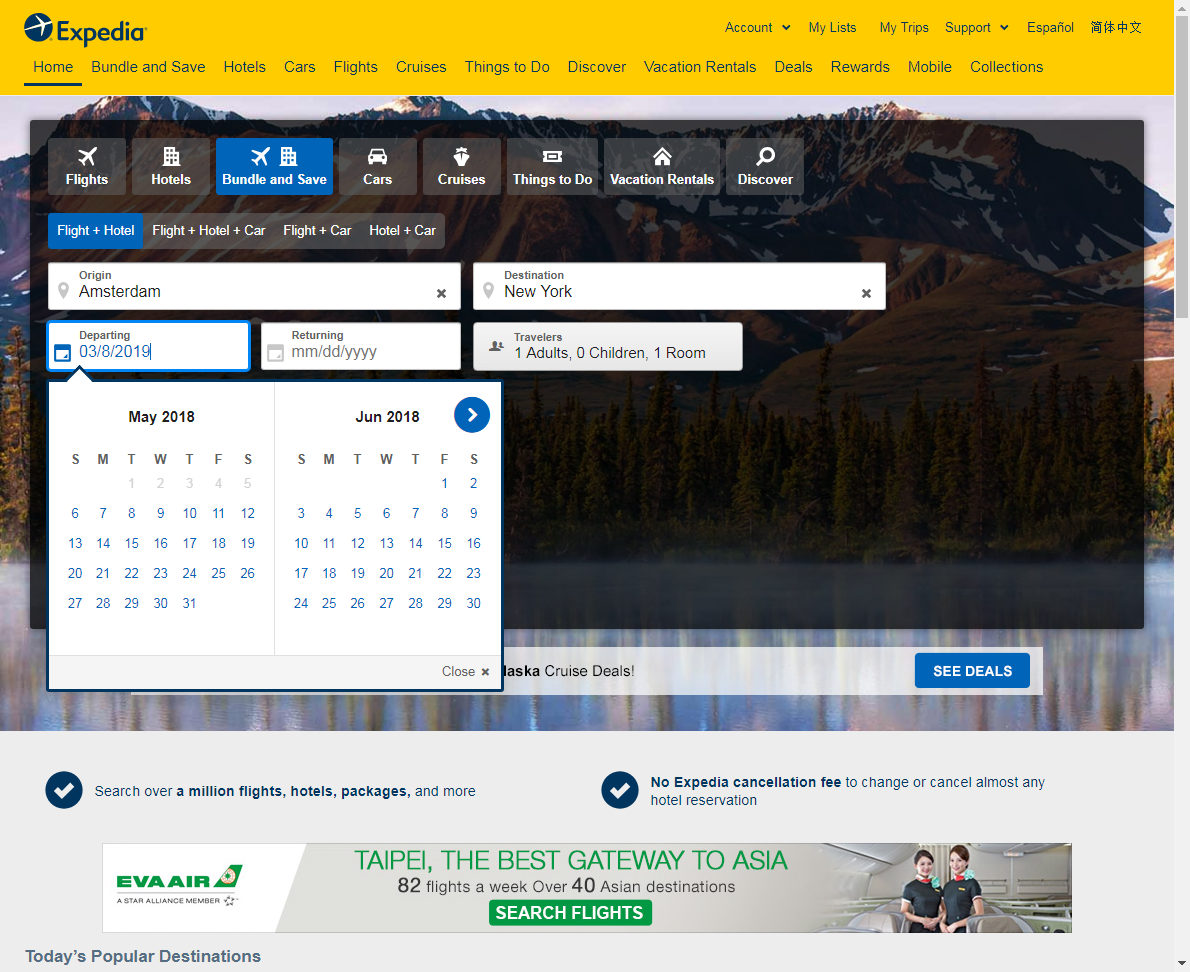 Expedia
Account My Lists My Trips Support Español 简体中文
Home Bundle and Save Hotels Cars Flights Cruises Things to Do Discover Vacation Rentals Deals Rewards Mobile Collections
Flights Hotels Bundle and Save Cars Cruises Things to Do Vacation Rentals Discover
Flight + Hotel Flight + Hotel + Car Flight + Car Hotel + Car
Origin
Amsterdam
Destination
New York
Departing
03/8/2019
Returning
mm/dd/yyyy
Travelers
1 Adults, 0 Children, 1 Room
May 2018
S M T W T F S
1 2 3 4 5
6 7 8 9 10 11 12
13 14 15 16 17 18 19
20 21 22 23 24 25 26
27 28 29 30 31
Jun 2018
S M T W T F S
1 2
3 4 5 6 7 8 9
10 11 12 13 14 15 16
17 18 19 20 21 22 23
24 25 26 27 28 29 30
Close
laska Cruise Deals!
SEE DEALS
Search over a million flights, hotels, packages, and more
No Expedia cancellation fee to change or cancel almost any
hotel reservation
EVA AIR
A STAR ALLIANCE MEMBER
TAIPEI, THE BEST GATEWAY TO ASIA
82 flights a week Over 40 Asian destinations
SEARCH FLIGHTS
Today's Popular Destinations